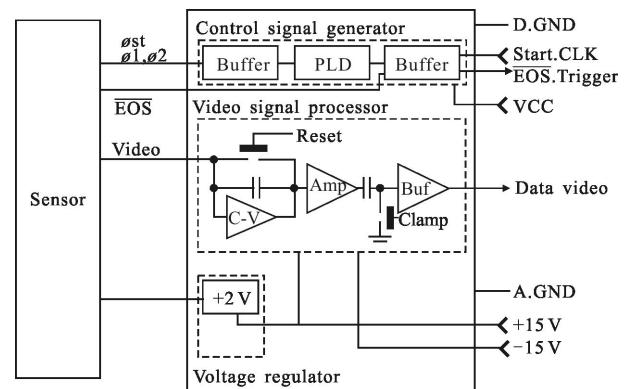 Control signal generator
D.GND
øst
ø1,ø2
Buffer
PLD
Buffer
Start.CLK
EOS.Trigger
EOS
VCC
Video signal processor
Reset
Video
Sensor
C-V
Amp
Buf
Data video
Clamp
+2 V
A.GND
+15 V
−15 V
Voltage regulator